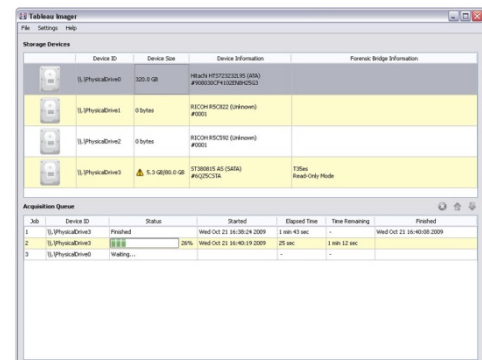 Tableau Imager
File Settings Help
Storage Devices
Device ID Device Size Device Information Forensic Bridge Information
\\.\PhysicalDrive0 320.0 GB Hitachi HTS723232L9S (ATA)
\\.\PhysicalDrive1 0 bytes RICOH R5C822 (Unknown)
#0001
\\.\PhysicalDrive2 0 bytes RICOH R5C592 (Unknown)
#0001
\\.\PhysicalDrive3 5.3 GB/80.0 GB ST380815 AS (SATA) T35es
Read-Only Mode
Acquisition Queue
Job Device ID Status Started Elapsed Time Time Remaining Finished
1 \\.\PhysicalDrive3 Finished Wed Oct 21 16:38:24 2009 1 min 43 sec - Wed Oct 21 16:40:08 2009
2 \\.\PhysicalDrive3 26% Wed Oct 21 16:40:19 2009 25 sec 1 min 12 sec
3 \\.\PhysicalDrive0 Waiting... - -